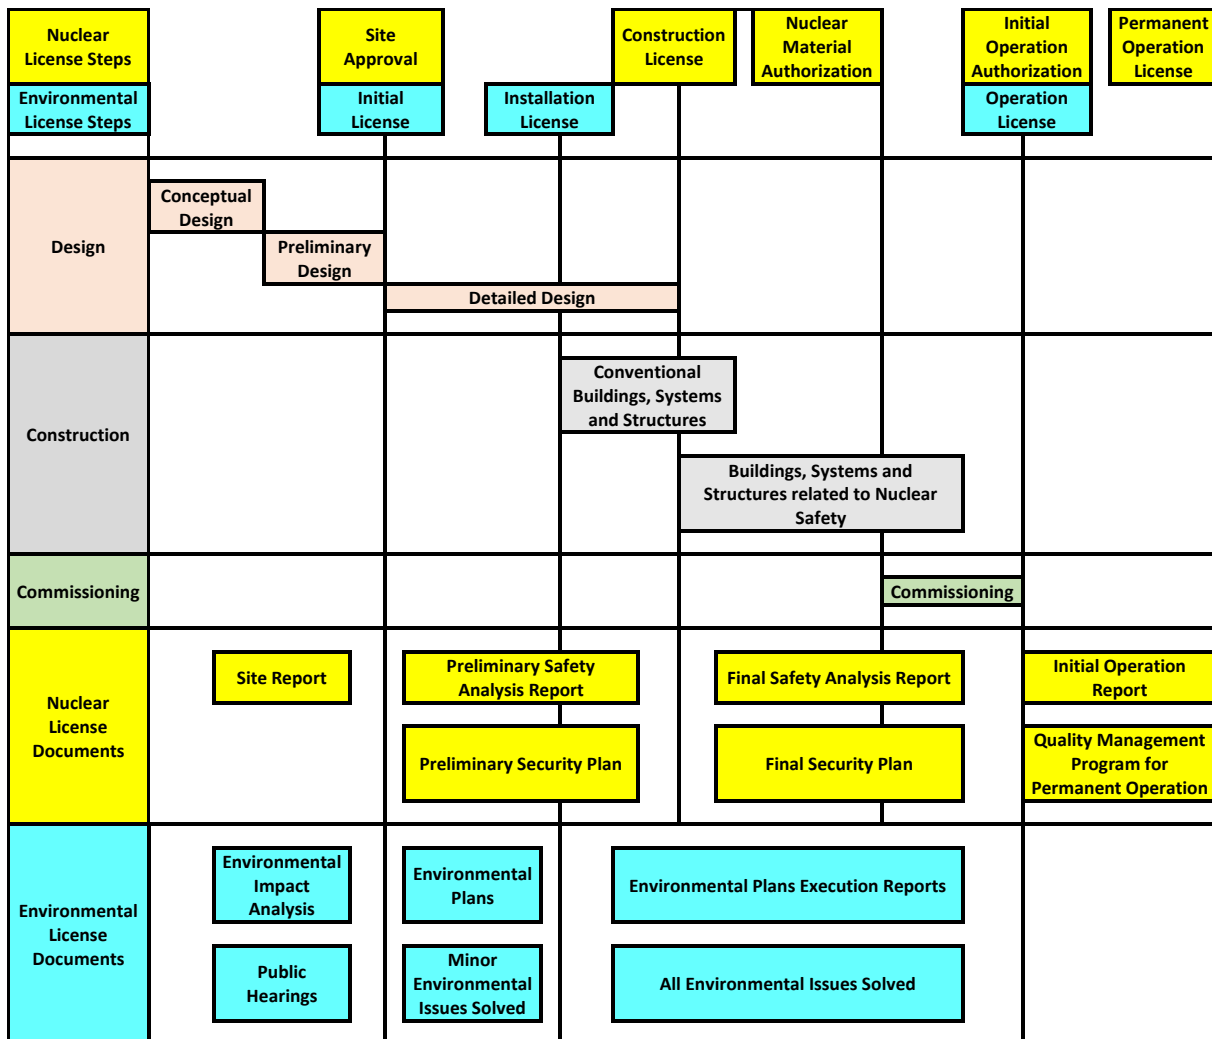 Nuclear
License Steps
Site
Approval
Construction
License
Nuclear
Material
Authorization
Initial
Operation
Authorization
Permanent
Operation
License
Environmental
License Steps
Initial
License
Installation
License
Operation
License
Design
Conceptual
Design
Preliminary
Design
Detailed Design
Construction
Conventional
Buildings, Systems
and Structures
Buildings, Systems and
Structures related to Nuclear
Safety
Commissioning
Commissioning
Nuclear
License
Documents
Site Report
Preliminary Safety
Analysis Report
Final Safety Analysis Report
Initial Operation
Report
Preliminary Security Plan
Final Security Plan
Quality Management
Program for
Permanent Operation
Environmental
License
Documents
Environmental
Impact
Analysis
Environmental
Plans
Environmental Plans Execution Reports
Public
Hearings
Minor
Environmental
Issues Solved
All Environmental Issues Solved